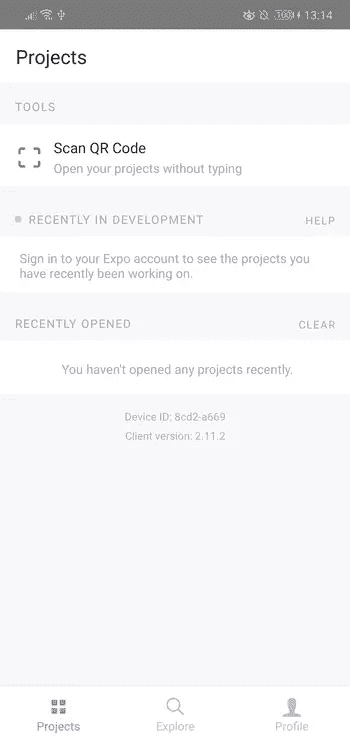 100 13:14
Projects
TOOLS
Scan QR Code
Open your projects without typing
RECENTLY IN DEVELOPMENT HELP
Sign in to your Expo account to see the projects you
have recently been working on.
RECENTLY OPENED CLEAR
You haven't opened any projects recently.
Device ID: 8cd2-a669
Client version: 2.11.2
Projects Explore Profile